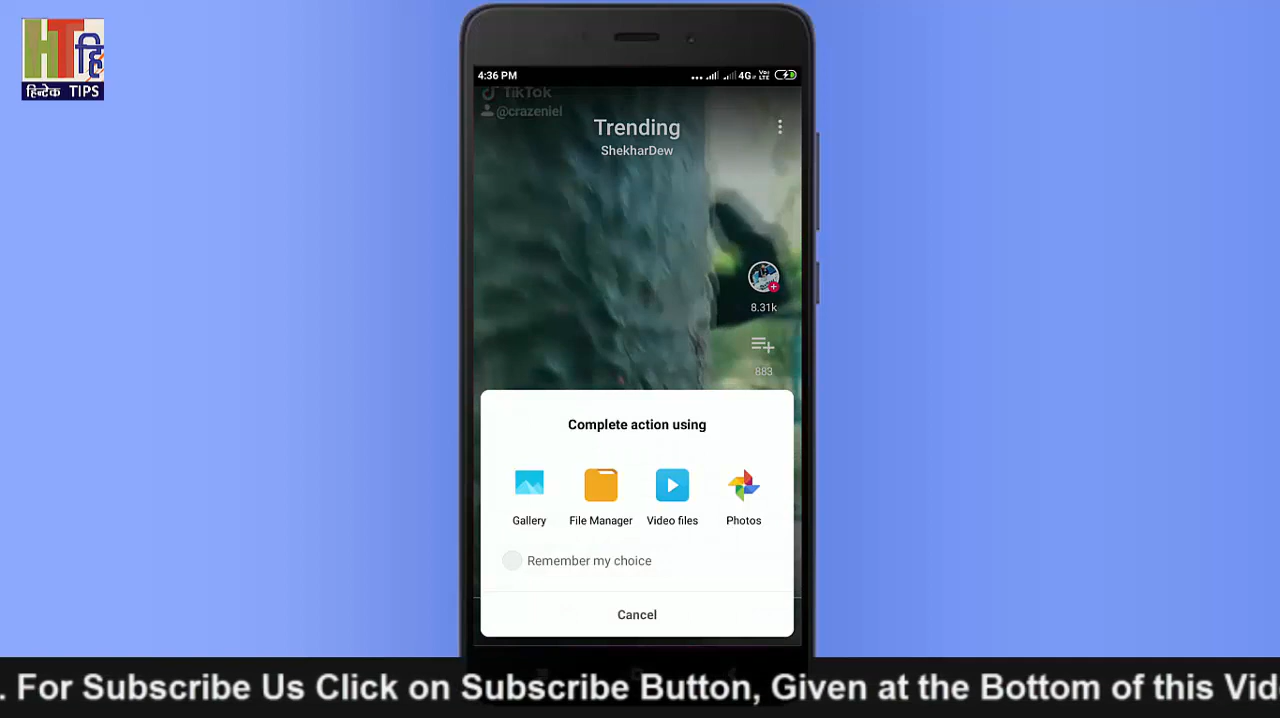 HT हि
हिन्टेक TIPS
4:36 PM
4G VoLTE
TikTok
@crazeniel
Trending
ShekharDew
8.31k
883
Complete action using
Gallery File Manager Video files Photos
Remember my choice
Cancel
. For Subscribe Us Click on Subscribe Button, Given at the Bottom of this Vid